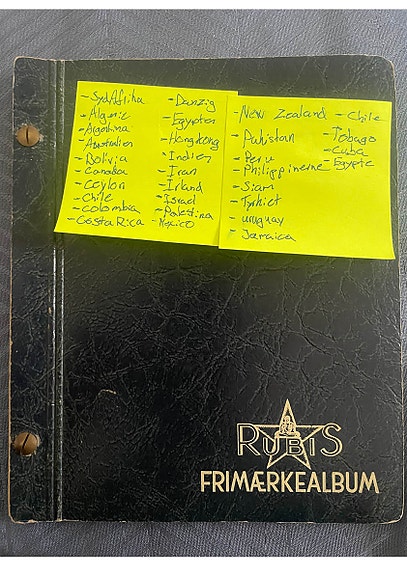 - Sydafrika
- Algerie
- Argentina
- Australien
- Bolivia
- Canada
- Ceylon
- Chile
- Colombia
- Costa Rica
- Danzig
- Egypten
- Hongkong
- Indien
- Iran
- Irland
- Israel
- Palestina
- Mexico
- New Zealand
- Pakistan
- Peru
- Philippinerne
- Siam
- Tyrkiet
- uruguay
- Jamaica
- Chile
- Tobago
- Cuba
- Egypte
RUBIS
FRIMÆRKEALBUM